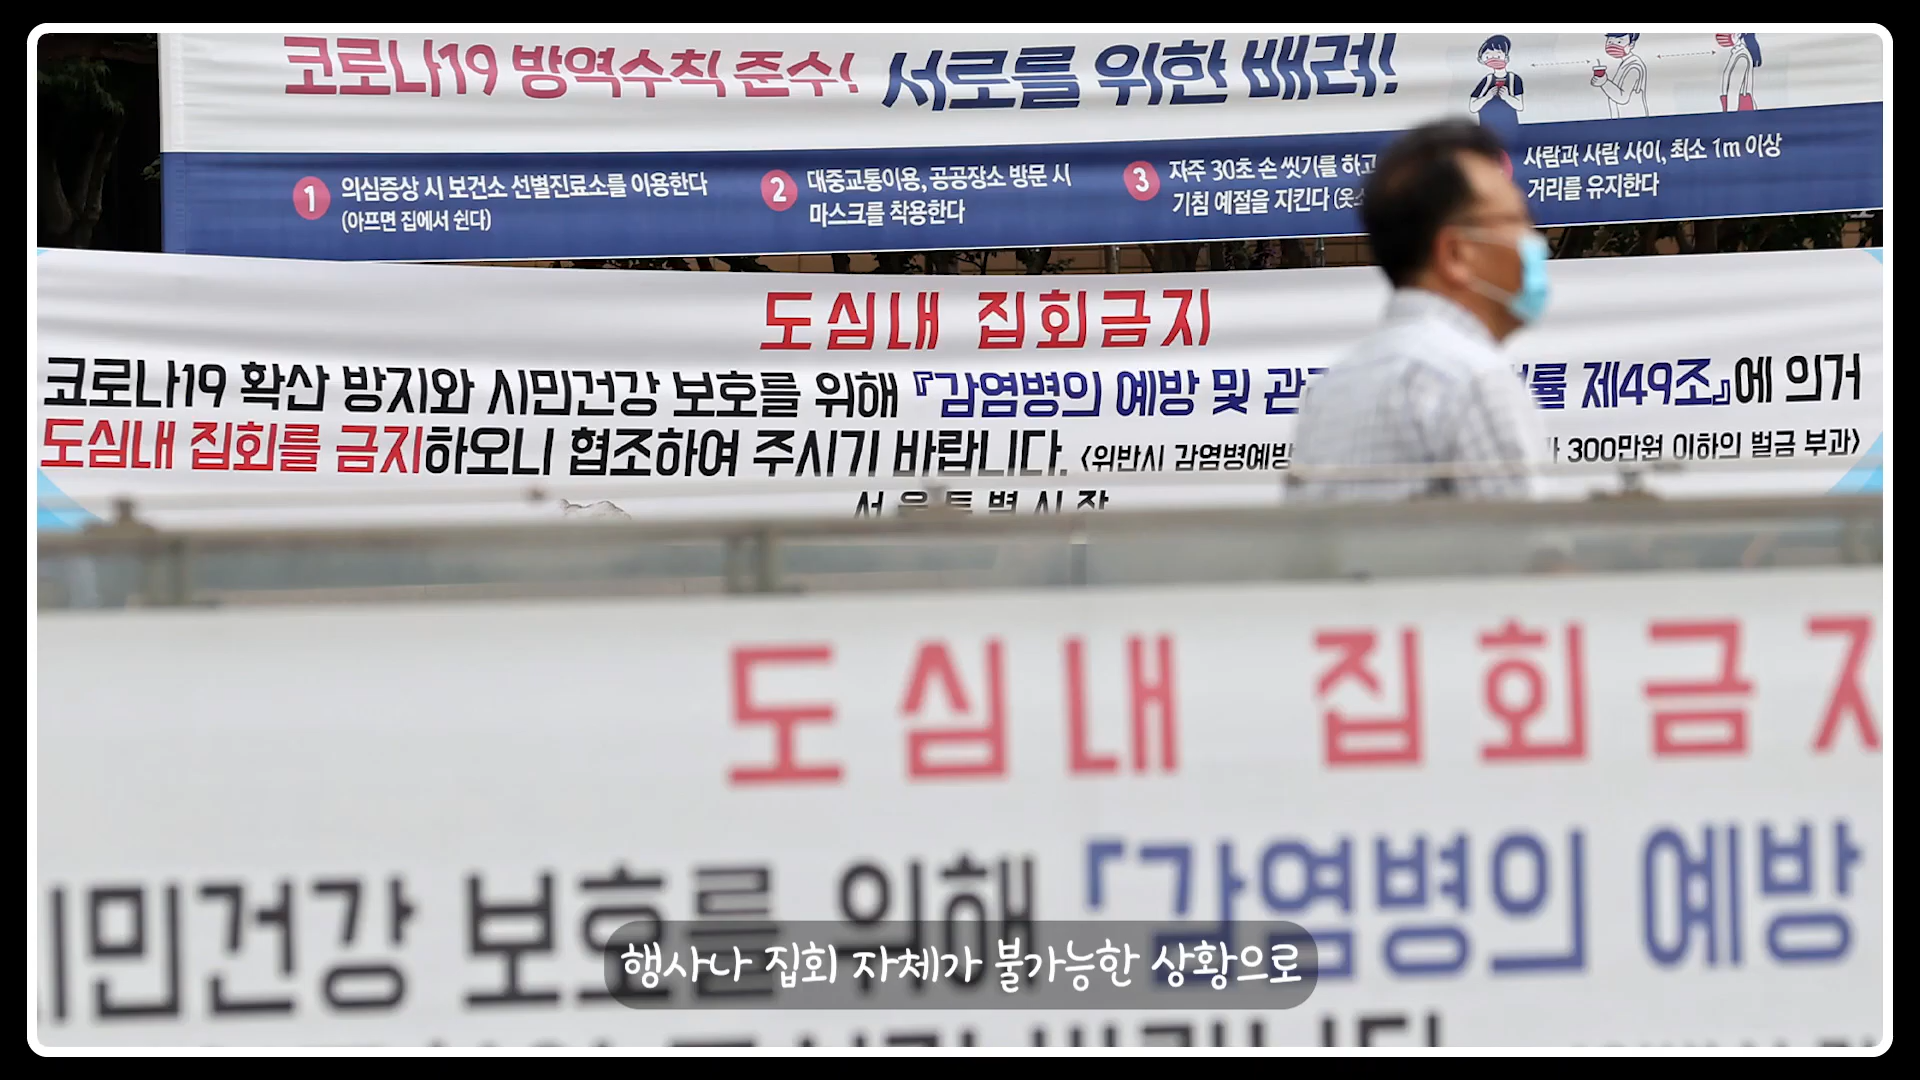 코로나19 방역수칙 준수! 서로를 위한 배려!
1 의심증상 시 보건소 선별진료소를 이용한다
(아프면 집에서 쉰다)
2 대중교통이용, 공공장소 방문 시
마스크를 착용한다
3 자주 30초 손 씻기를 하고
기침 예절을 지킨다
사람과 사람 사이, 최소 1m 이상
거리를 유지한다
도심내 집회금지
코로나19 확산 방지와 시민건강 보호를 위해 『감염병의 예방 및 제49조』에 의거
도심내 집회를 금지하오니 협조하여 주시기 바랍니다. <위반시 감염병예방 300만원 이하의 벌금 부과>
서울특별시장
도심내 집회금지
시민건강 보호를 위해 『감염병의 예방
행사나 집회 자체가 불가능한 상황으로